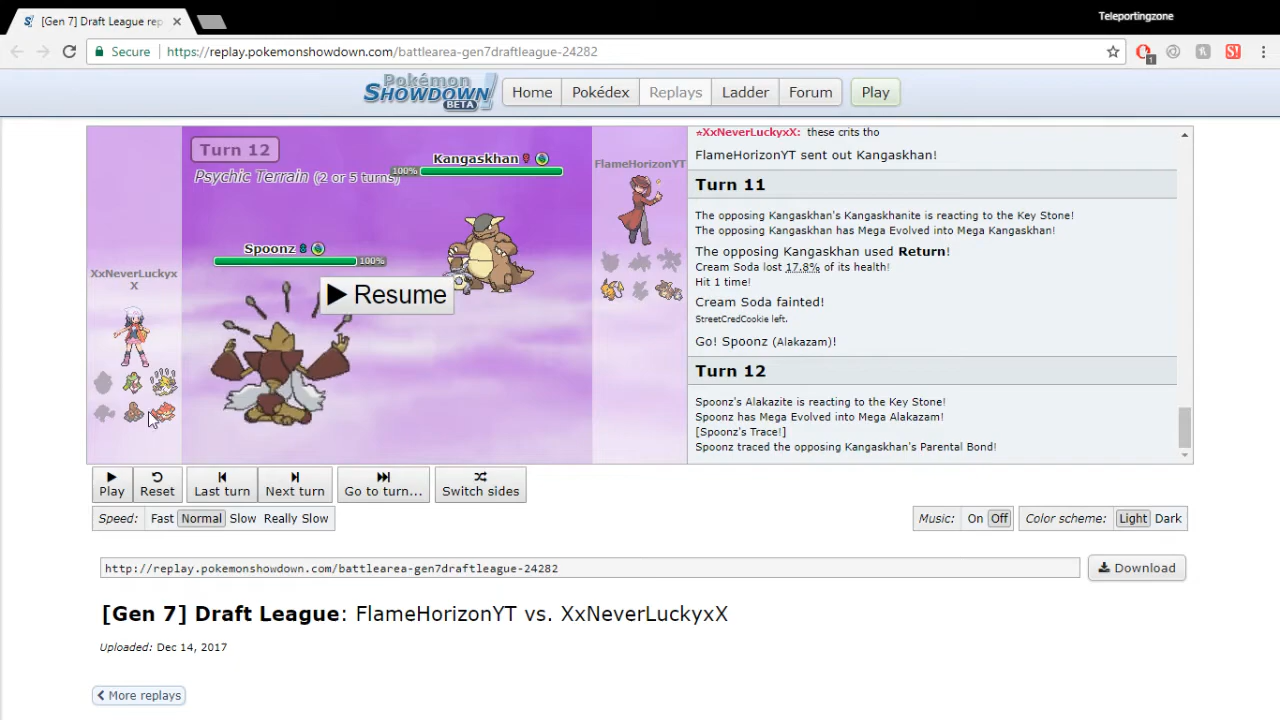 Teleportingzone
[Gen 7] Draft League rep
Secure https://replay.pokemonshowdown.com/battlearea-gen7draftleague-24282
1
Pokémon
SHOWDOWN!
BETA
Home Pokédex Replays Ladder Forum Play
Turn 12
Psychic Terrain (2 or 5 turns)
Kangaskhan
100%
Spoonz
100%
Resume
XxNeverLuckyx
X
FlameHorizonYT
☆XxNeverLuckyxX: these crits tho
FlameHorizonYT sent out Kangaskhan!
Turn 11
The opposing Kangaskhan's Kangaskhanite is reacting to the Key Stone!
The opposing Kangaskhan has Mega Evolved into Mega Kangaskhan!
The opposing Kangaskhan used Return!
Cream Soda lost 17.8% of its health!
Hit 1 time!
Cream Soda fainted!
StreetCredCookie left.
Go! Spoonz (Alakazam)!
Turn 12
Spoonz's Alakazite is reacting to the Key Stone!
Spoonz has Mega Evolved into Mega Alakazam!
[Spoonz's Trace!]
Spoonz traced the opposing Kangaskhan's Parental Bond!
Play Reset Last turn Next turn Go to turn... Switch sides
Speed: Fast Normal Slow Really Slow
Music: On Off Color scheme: Light Dark
http://replay.pokemonshowdown.com/battlearea-gen7draftleague-24282
Download
[Gen 7] Draft League: FlameHorizonYT vs. XxNeverLuckyxX
Uploaded: Dec 14, 2017
More replays